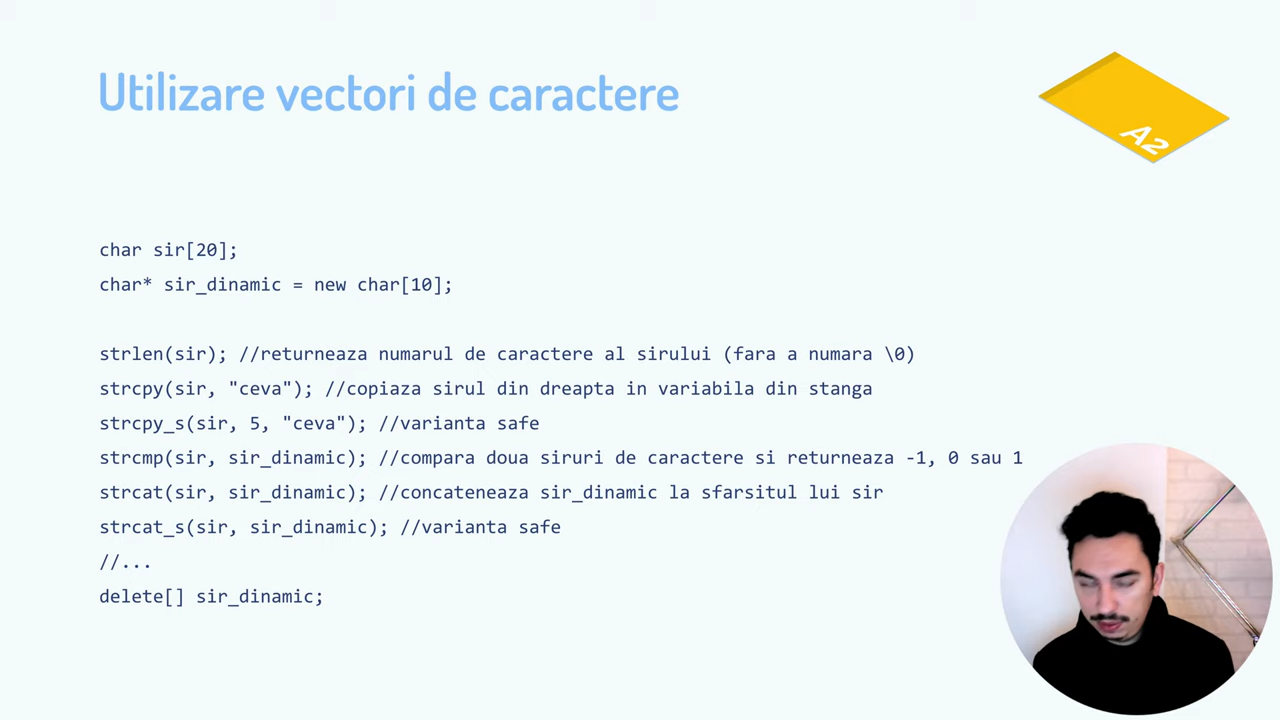 Utilizare vectori de caractere
A2
char sir[20];
char* sir_dinamic = new char[10];
strlen(sir); //returneaza numarul de caractere al sirului (fara a numara \0)
strcpy(sir, "ceva"); //copiaza sirul din dreapta in variabila din stanga
strcpy_s(sir, 5, "ceva"); //varianta safe
strcmp(sir, sir_dinamic); //compara doua siruri de caractere si returneaza -1, 0 sau 1
strcat(sir, sir_dinamic); //concateneaza sir_dinamic la sfarsitul lui sir
strcat_s(sir, sir_dinamic); //varianta safe
//...
delete[] sir_dinamic;